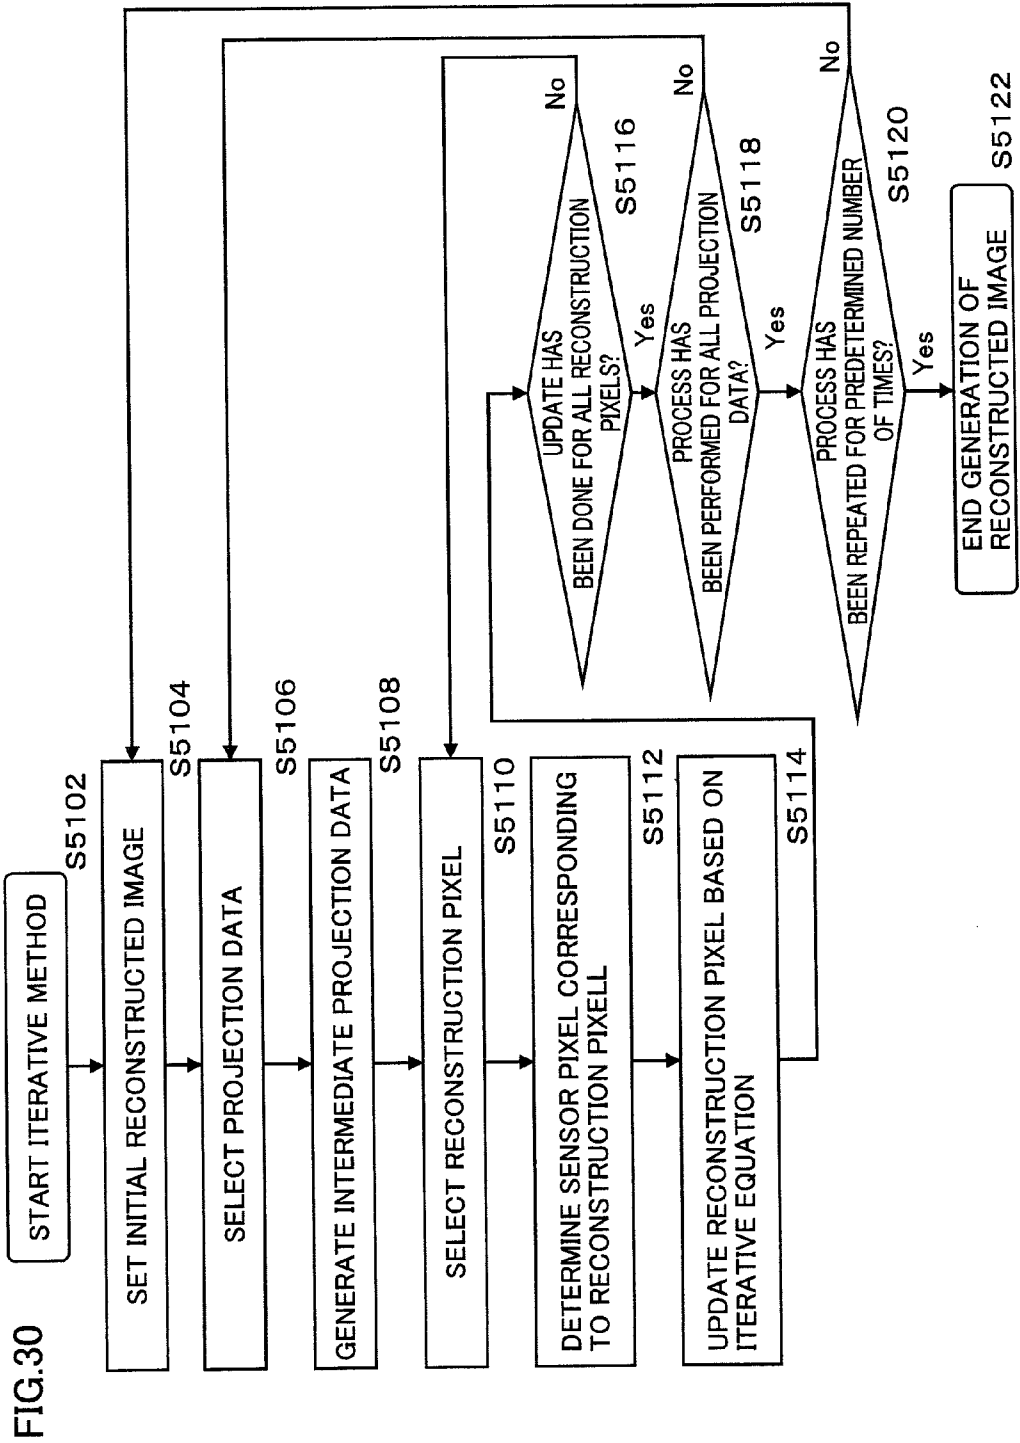 FIG.30
START ITERATIVE METHOD
S5102
SET INITIAL RECONSTRUCTED IMAGE
S5104
SELECT PROJECTION DATA
S5106
GENERATE INTERMEDIATE PROJECTION DATA
S5108
SELECT RECONSTRUCTION PIXEL
S5110
DETERMINE SENSOR PIXEL CORRESPONDING
TO RECONSTRUCTION PIXELL
S5112
UPDATE RECONSTRUCTION PIXEL BASED ON
ITERATIVE EQUATION
S5114
UPDATE HAS
BEEN DONE FOR ALL RECONSTRUCTION
PIXELS?
No
S5116
Yes
PROCESS HAS
BEEN PERFORMED FOR ALL PROJECTION
DATA?
No
S5118
Yes
PROCESS HAS
BEEN REPEATED FOR PREDETERMINED NUMBER
OF TIMES?
No
S5120
Yes
END GENERATION OF
RECONSTRUCTED IMAGE
S5122